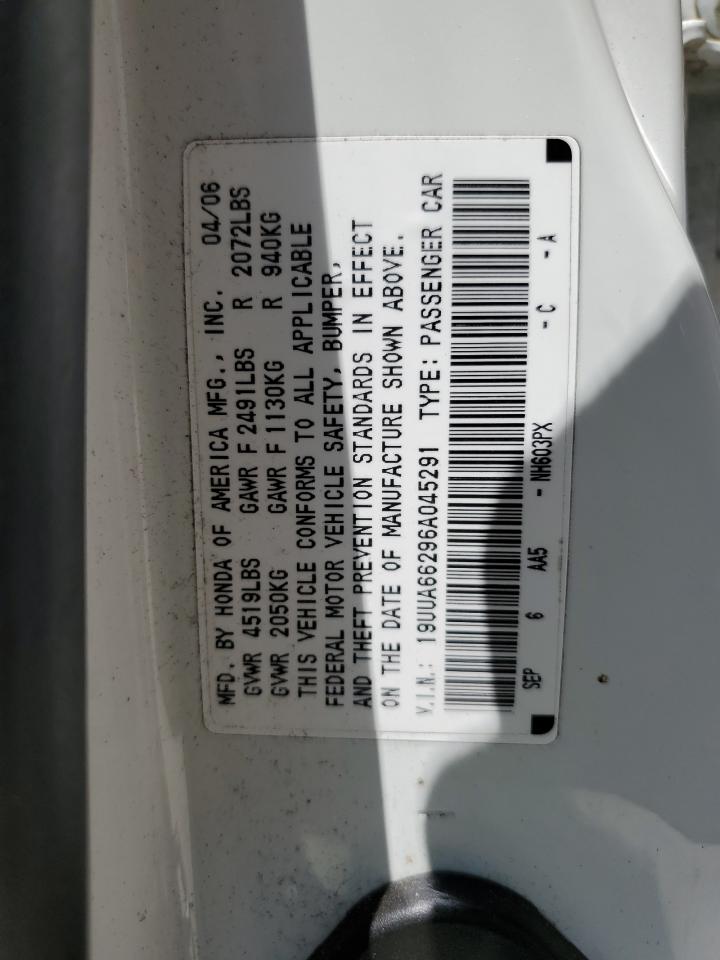 MFD. BY HONDA OF AMERICA MFG., INC. 04/06
GVWR 4519LBS GAWR F 2491LBS R 2072LBS
GVWR 2050KG GAWR F 1130KG R 940KG
THIS VEHICLE CONFORMS TO ALL APPLICABLE
FEDERAL MOTOR VEHICLE SAFETY, BUMPER,
AND THEFT PREVENTION STANDARDS IN EFFECT
ON THE DATE OF MANUFACTURE SHOWN ABOVE.
V.I.N.: 19UUA66296A045291 TYPE: PASSENGER CAR
SEP 6 AA5 - NH603PX - C - A